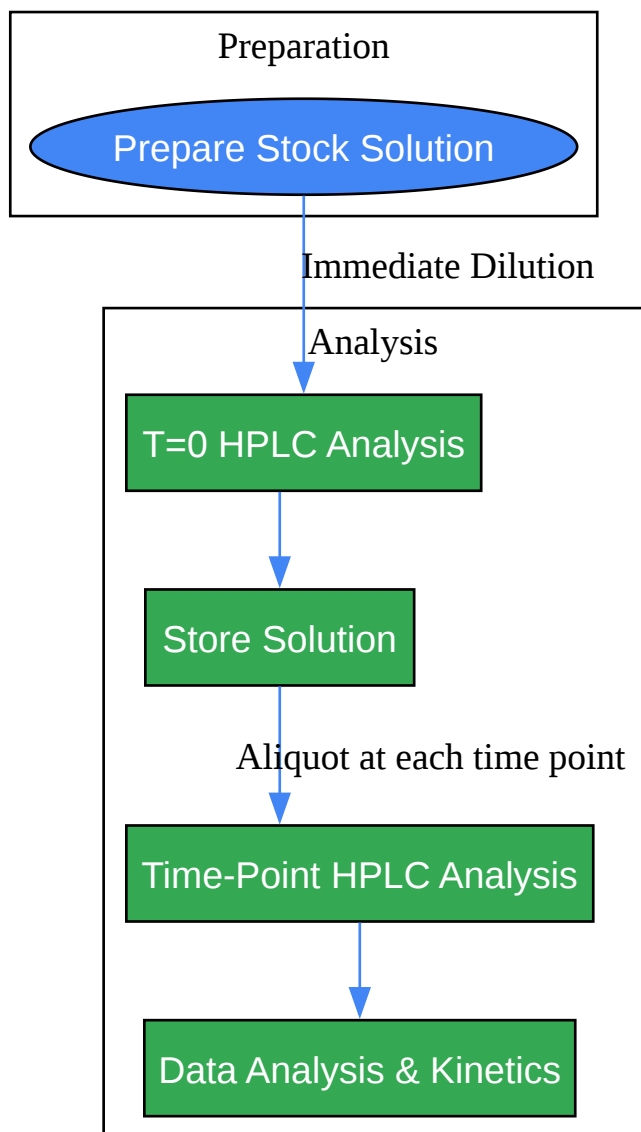 Preparation
Prepare Stock Solution
Immediate Dilution
Analysis
T=0 HPLC Analysis
Store Solution
Aliquot at each time point
Time-Point HPLC Analysis
Data Analysis & Kinetics